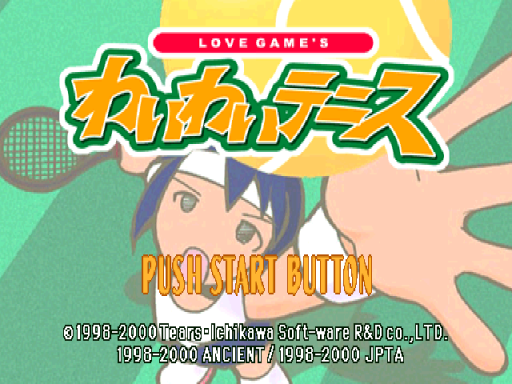 LOVE GAME'S
わいわいテニス
PUSH START BUTTON
©1998-2000 Tears・Ichikawa Soft-ware R&D co.,LTD.
1998-2000 ANCIENT / 1998-2000 JPTA